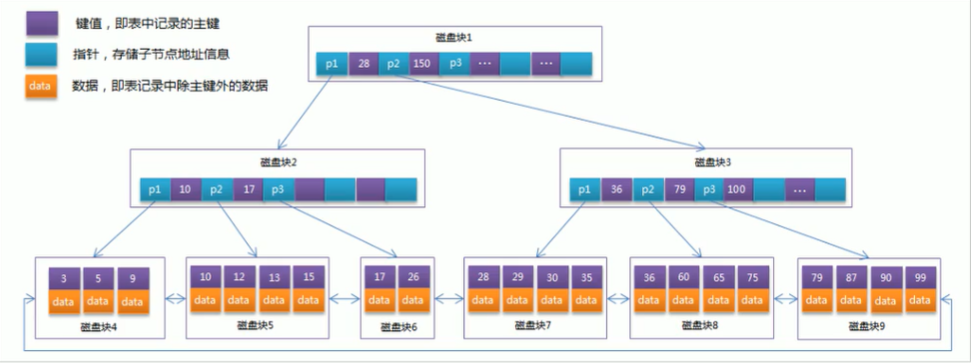 键值，即表中记录的主键
指针，存储子节点地址信息
data 数据，即表记录中除主键外的数据
磁盘块1
p1 28 p2 150 p3 ... ...
磁盘块2
p1 10 p2 17 p3
磁盘块3
p1 36 p2 79 p3 100 ...
3 5 9
data data data
磁盘块4
10 12 13 15
data data data data
磁盘块5
17 26
data data
磁盘块6
28 29 30 35
data data data data
磁盘块7
36 60 65 75
data data data data
磁盘块8
79 87 90 99
data data data data
磁盘块9